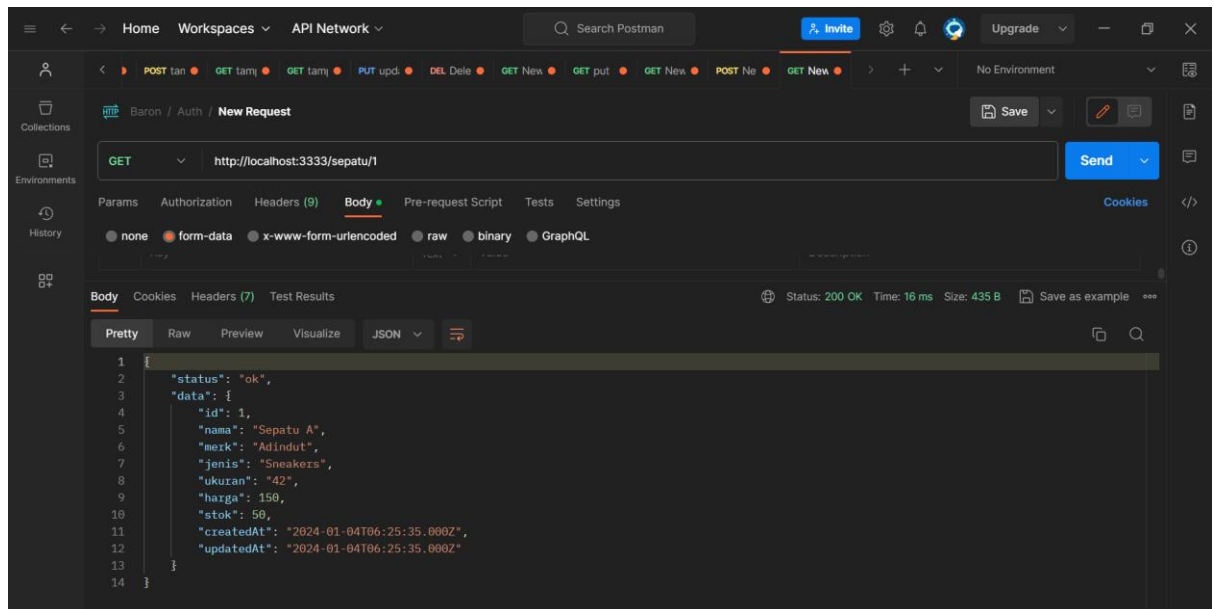 Home Workspaces API Network Search Postman Invite Upgrade
POST tan GET tam GET tam PUT upd DEL Dele GET New GET put GET New POST Ne GET New No Environment
Baron / Auth / New Request Save
Collections
GET http://localhost:3333/sepatu/1 Send
Environments
Params Authorization Headers (9) Body Pre-request Script Tests Settings Cookies
History
none form-data x-www-form-urlencoded raw binary GraphQL
Body Cookies Headers (7) Test Results Status: 200 OK Time: 16 ms Size: 435 B Save as example
Pretty Raw Preview Visualize JSON
1 {
2 "status": "ok",
3 "data": {
4 "id": 1,
5 "nama": "Sepatu A",
6 "merk": "Adindut",
7 "jenis": "Sneakers",
8 "ukuran": "42",
9 "harga": 150,
10 "stok": 50,
11 "createdAt": "2024-01-04T06:25:35.000Z",
12 "updatedAt": "2024-01-04T06:25:35.000Z"
13 }
14 }